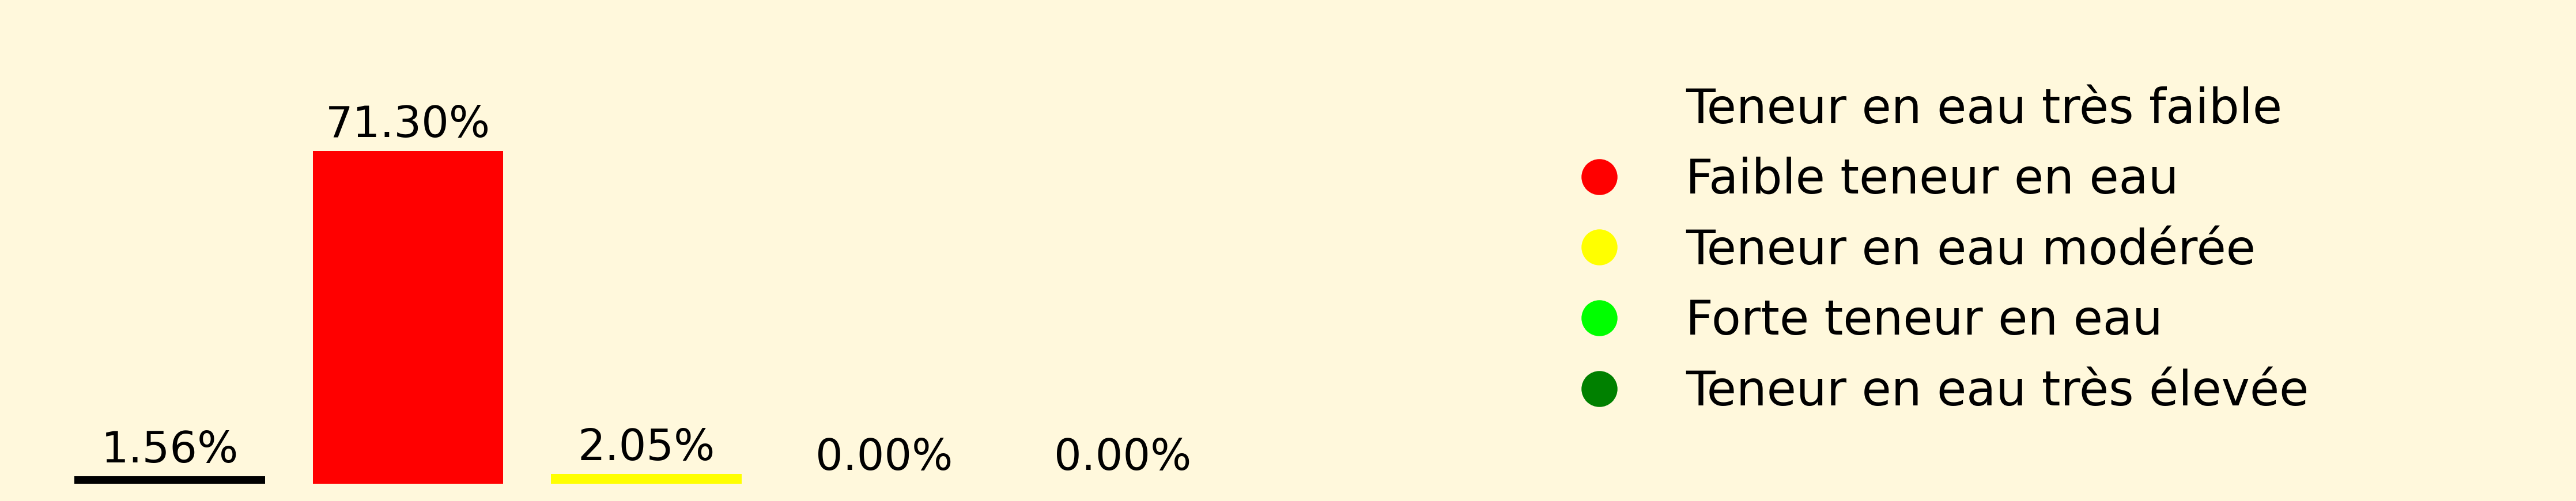 71.30%
1.56%
2.05%
0.00%
0.00%
Teneur en eau très faible
Faible teneur en eau
Teneur en eau modérée
Forte teneur en eau
Teneur en eau très élevée